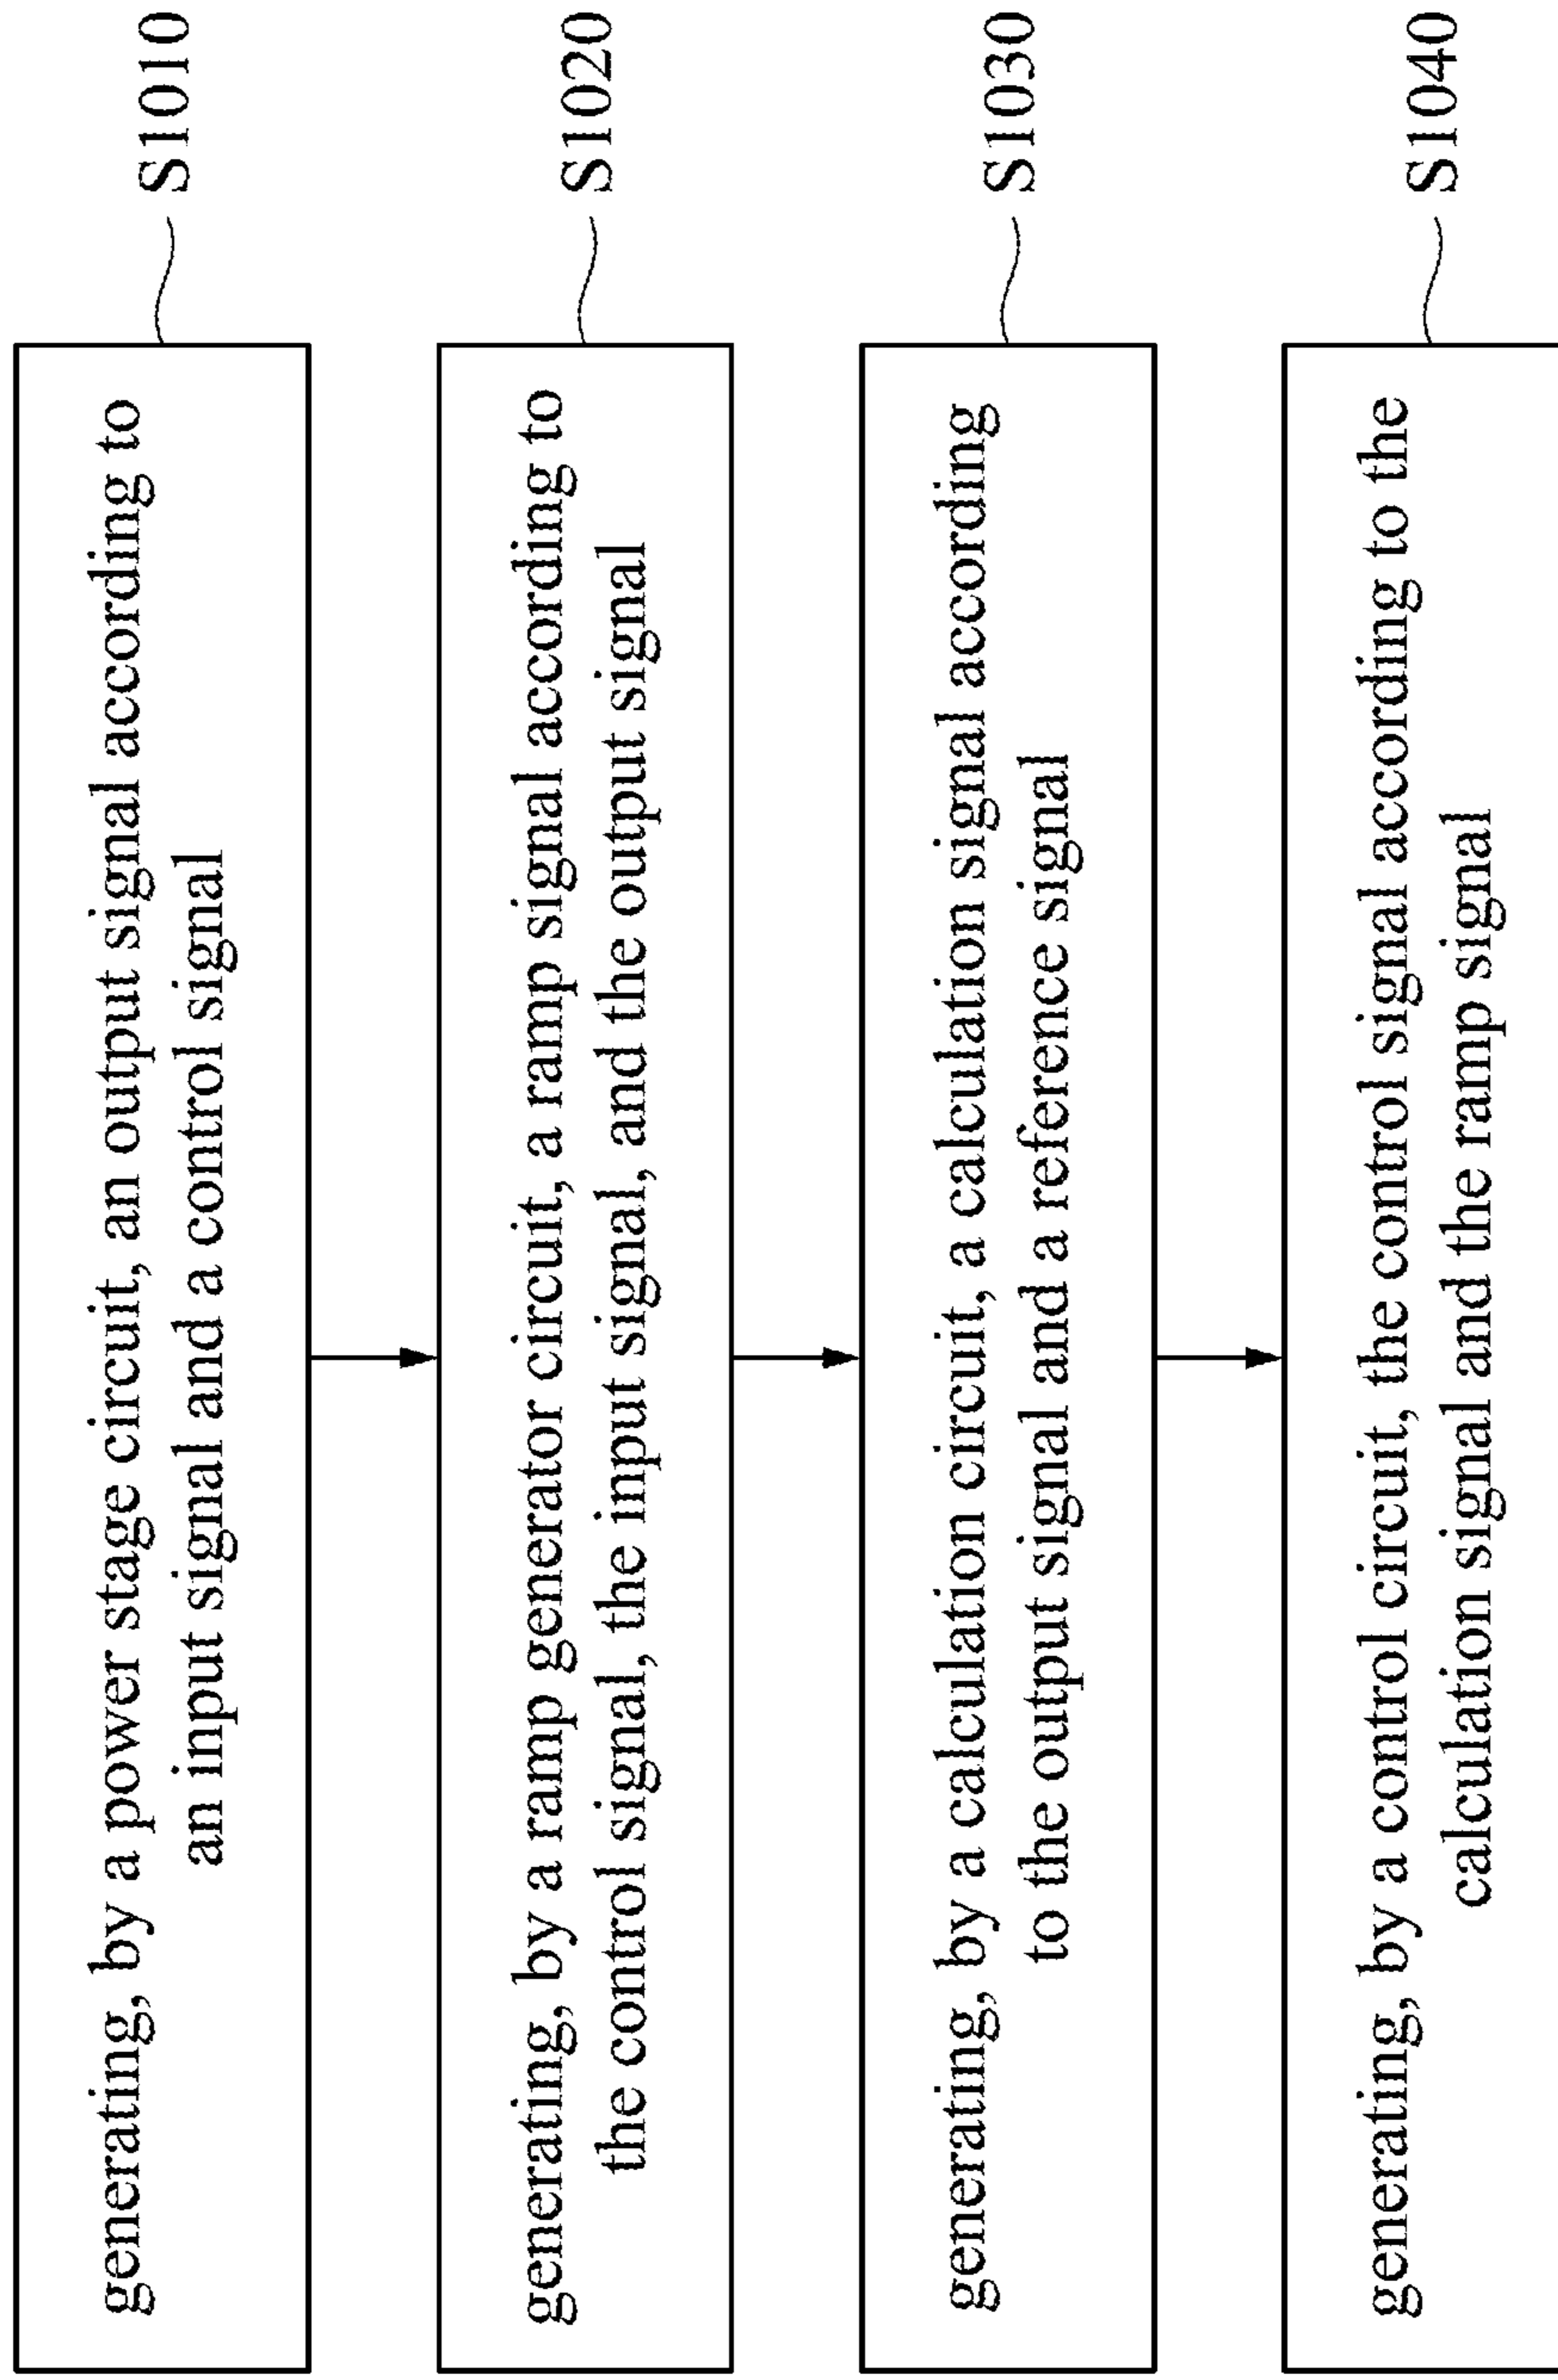 generating, by a power stage circuit, an output signal according to
an input signal and a control signal
S1010
generating, by a ramp generator circuit, a ramp signal according to
the control signal, the input signal, and the output signal
S1020
generating, by a calculation circuit, a calculation signal according
to the output signal and a reference signal
S1030
generating, by a control circuit, the control signal according to the
calculation signal and the ramp signal
S1040